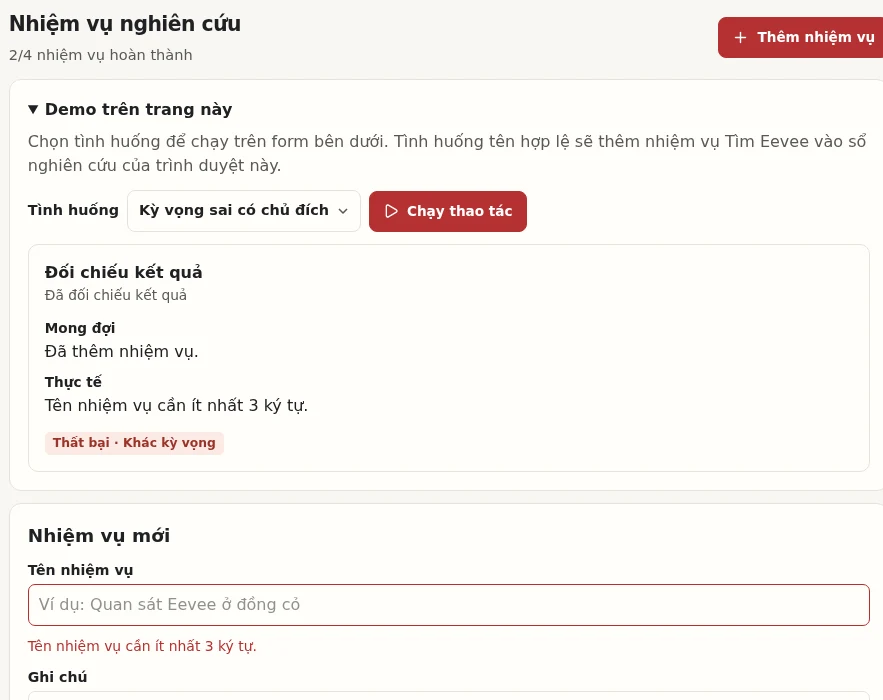 Nhiệm vụ nghiên cứu
2/4 nhiệm vụ hoàn thành
Thêm nhiệm vụ
Demo trên trang này
Chọn tình huống để chạy trên form bên dưới. Tình huống tên hợp lệ sẽ thêm nhiệm vụ Tìm Eevee vào sổ
nghiên cứu của trình duyệt này.
Tình huống
Kỳ vọng sai có chủ đích
Chạy thao tác
Đối chiếu kết quả
Đã đối chiếu kết quả
Mong đợi
Đã thêm nhiệm vụ.
Thực tế
Tên nhiệm vụ cần ít nhất 3 ký tự.
Thất bại · Khác kỳ vọng
Nhiệm vụ mới
Tên nhiệm vụ
Ví dụ: Quan sát Eevee ở đồng cỏ
Tên nhiệm vụ cần ít nhất 3 ký tự.
Ghi chú